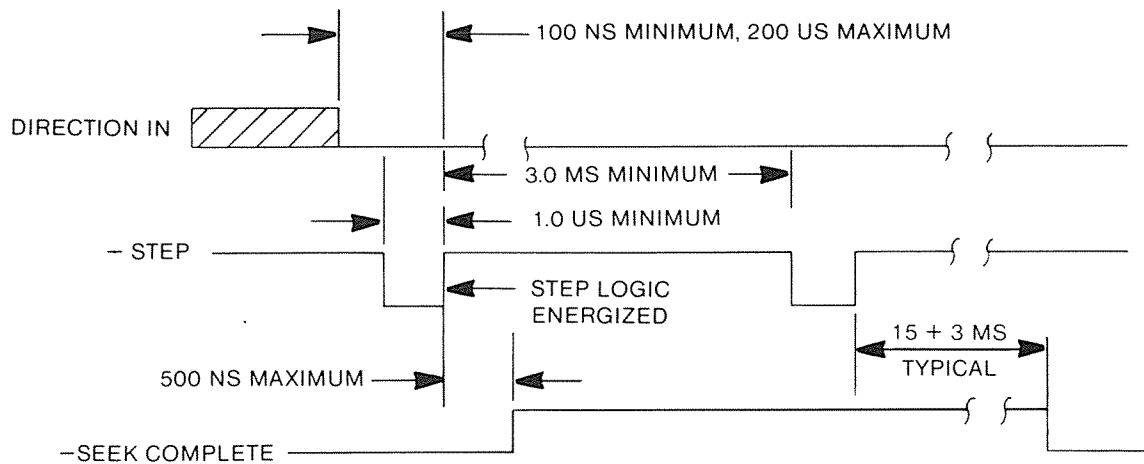 100 NS MINIMUM, 200 US MAXIMUM
DIRECTION IN
3.0 MS MINIMUM
1.0 US MINIMUM
– STEP
STEP LOGIC
ENERGIZED
15 + 3 MS
TYPICAL
500 NS MAXIMUM
–SEEK COMPLETE